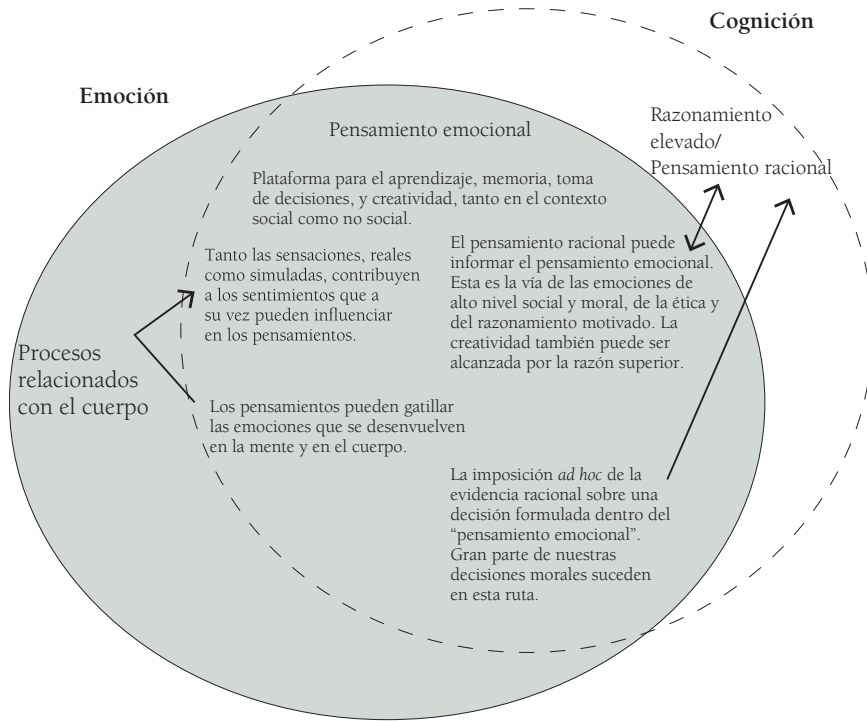 Cognición
Emoción
Pensamiento emocional
Razonamiento
elevado/
Pensamiento racional
Plataforma para el aprendizaje, memoria, toma
de decisiones, y creatividad, tanto en el contexto
social como no social.
Tanto las sensaciones, reales
como simuladas, contribuyen
a los sentimientos que a
su vez pueden influenciar
en los pensamientos.
El pensamiento racional puede
informar el pensamiento emocional.
Esta es la vía de las emociones de
alto nivel social y moral, de la ética y
del razonamiento motivado. La
creatividad también puede ser
alcanzada por la razón superior.
Procesos
relacionados
con el cuerpo
Los pensamientos pueden gatillar
las emociones que se desenvuelven
en la mente y en el cuerpo.
La imposición ad hoc de la
evidencia racional sobre una
decisión formulada dentro del
“pensamiento emocional”.
Gran parte de nuestras
decisiones morales suceden
en esta ruta.